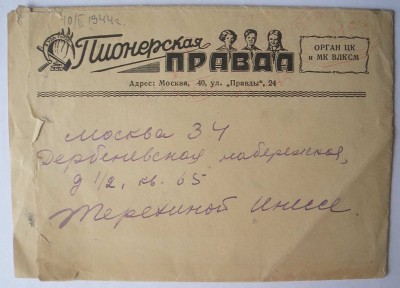 10/I 1944г.
Пионерская
ПРАВДА
ОРГАН ЦК
и МК ВЛКСМ
Адрес: Москва, 40, ул. „Правды", 24
Москва 34
Дербеневская набережная,
д 1/2, кв. 65
Терехиной Инессе.